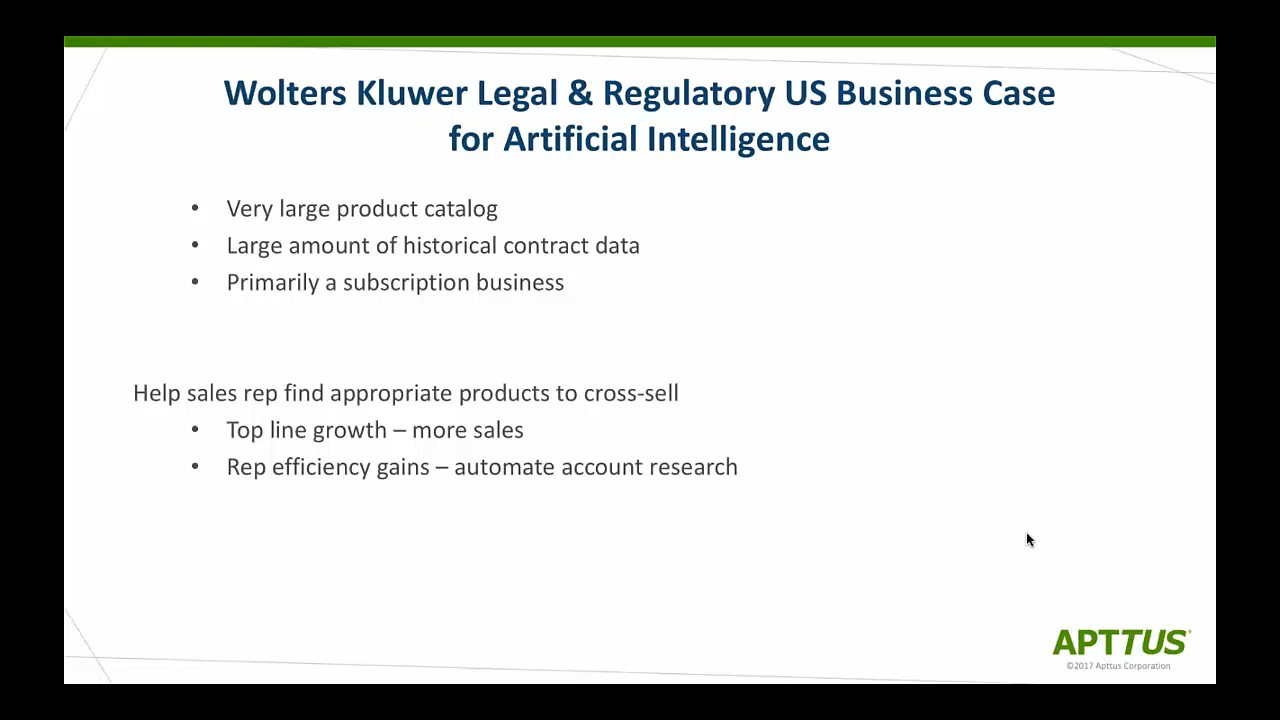 Wolters Kluwer Legal & Regulatory US Business Case
for Artificial Intelligence
• Very large product catalog
• Large amount of historical contract data
• Primarily a subscription business
Help sales rep find appropriate products to cross-sell
• Top line growth – more sales
• Rep efficiency gains – automate account research
APTTUS
©2017 Apttus Corporation